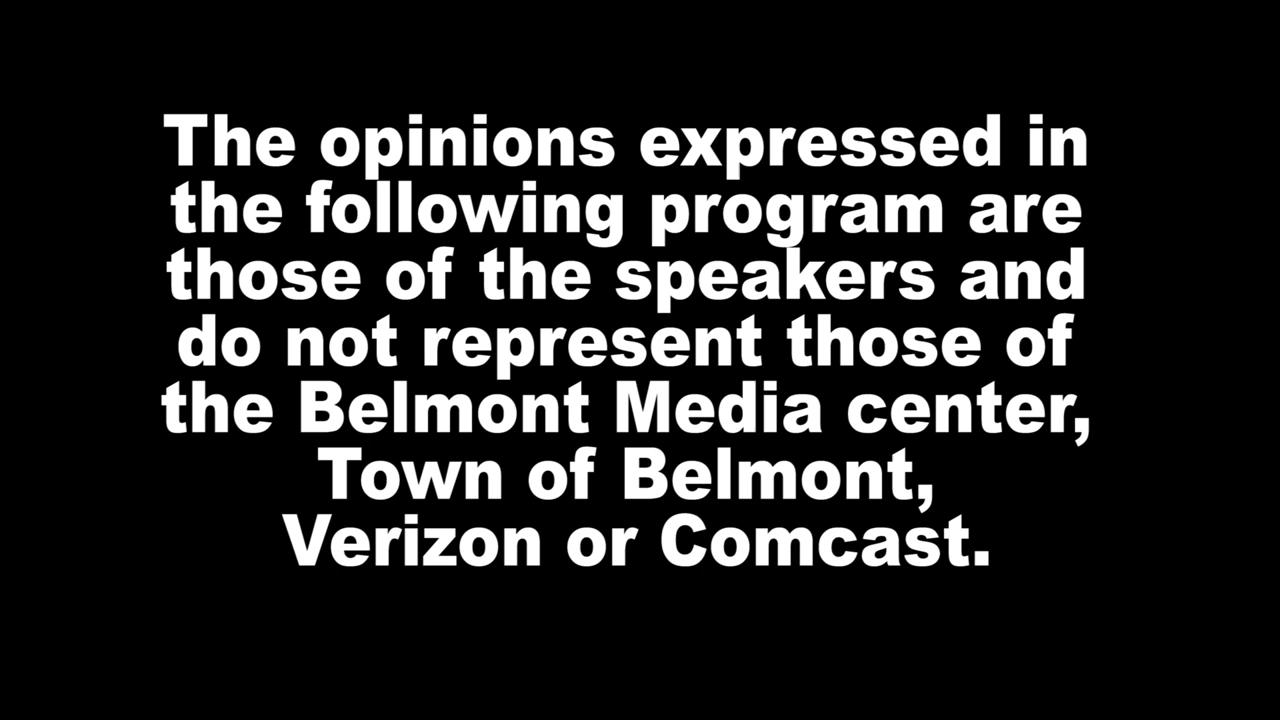 The opinions expressed in
the following program are
those of the speakers and
do not represent those of
the Belmont Media center,
Town of Belmont,
Verizon or Comcast.